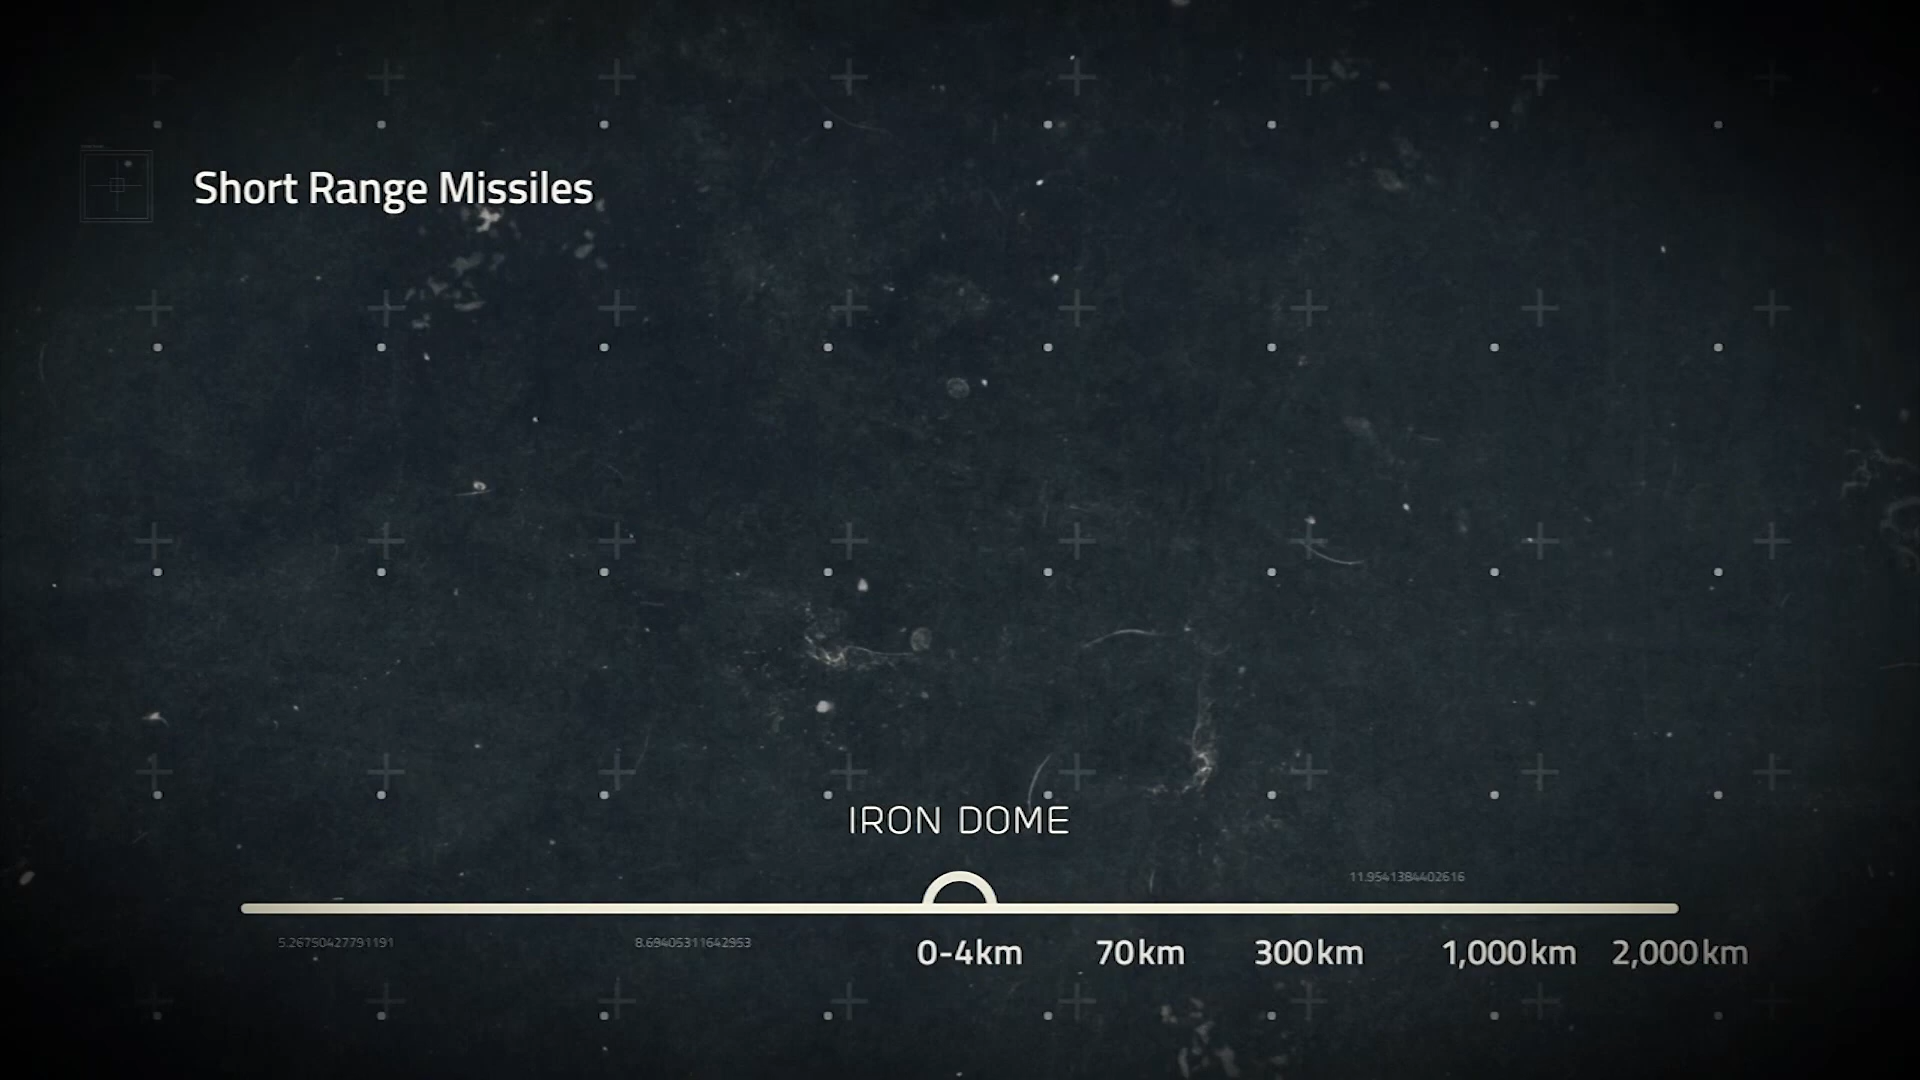 Short Range Missiles
IRON DOME
11.9541384402616
5.26750427791191
8.69405311642953
0-4km 70km 300km 1,000km 2,000km